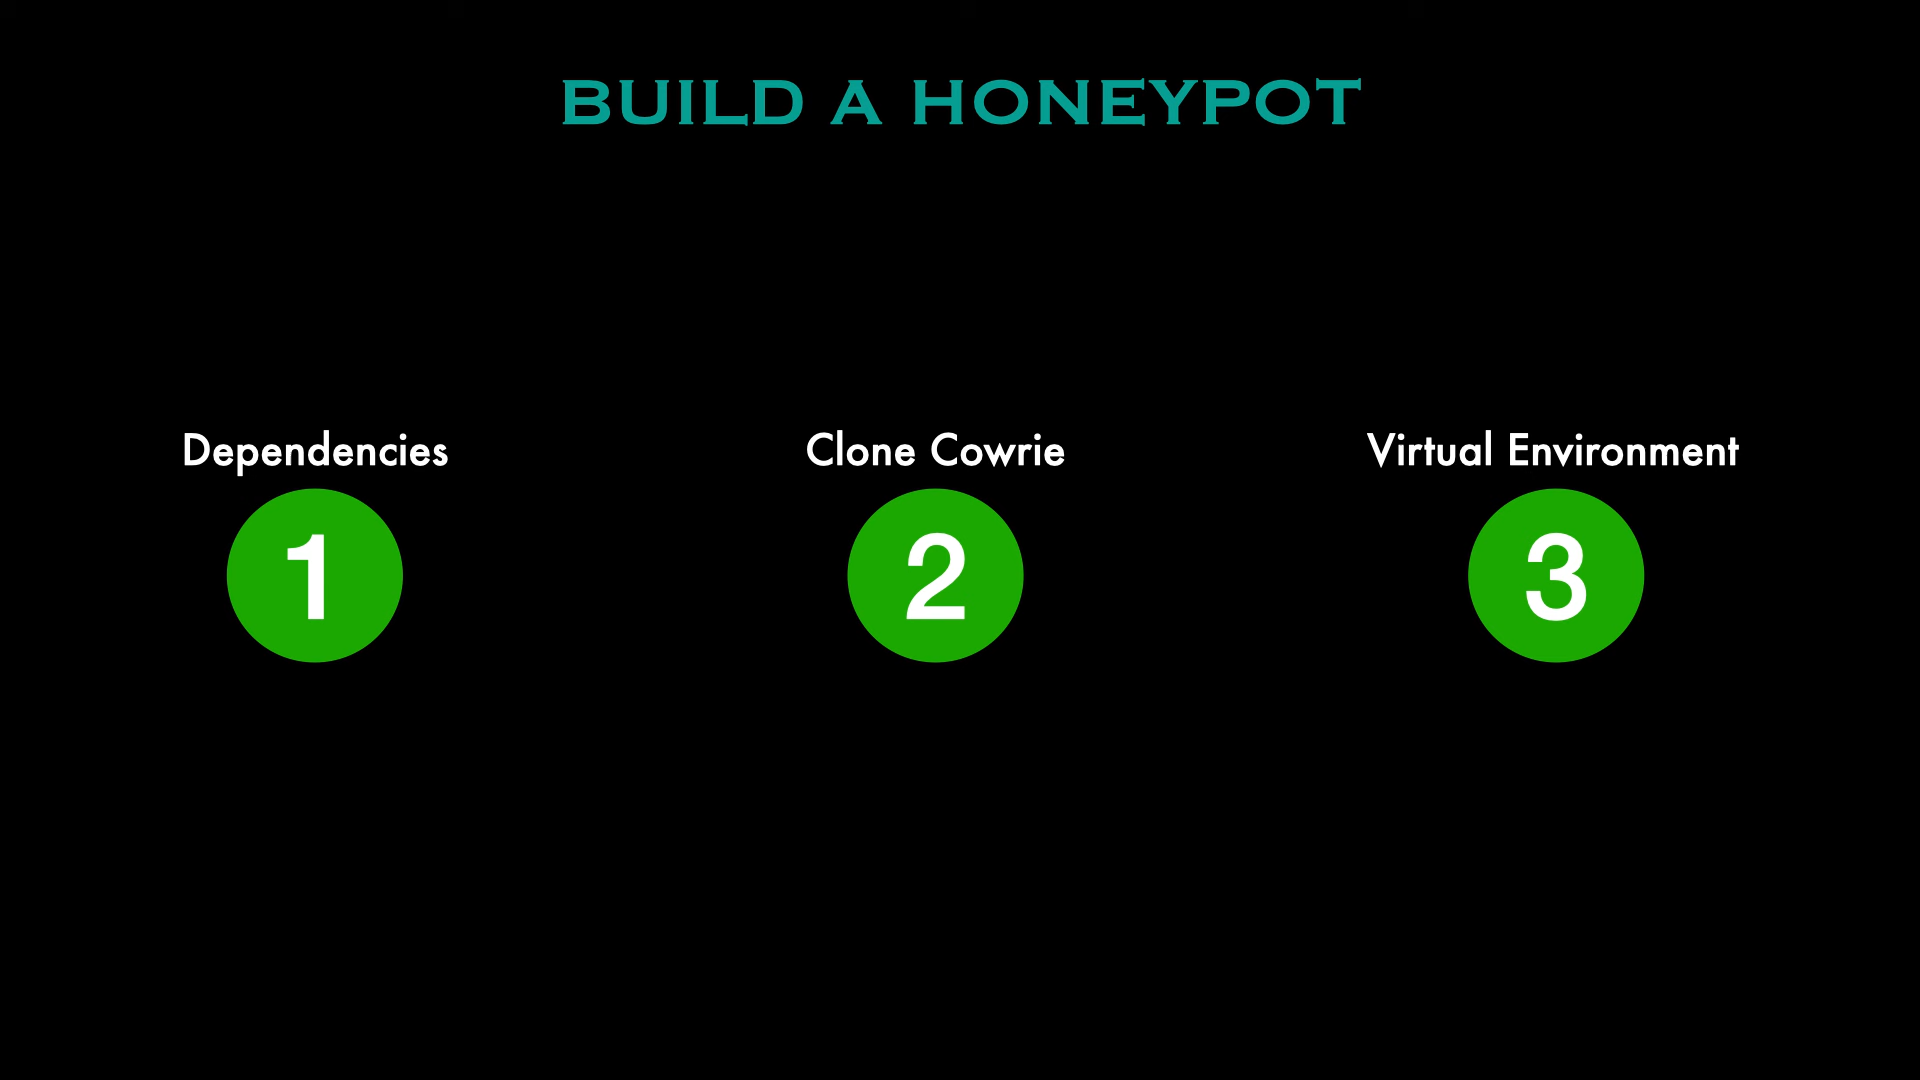 BUILD A HONEYPOT
Dependencies
Clone Cowrie
Virtual Environment
1
2
3